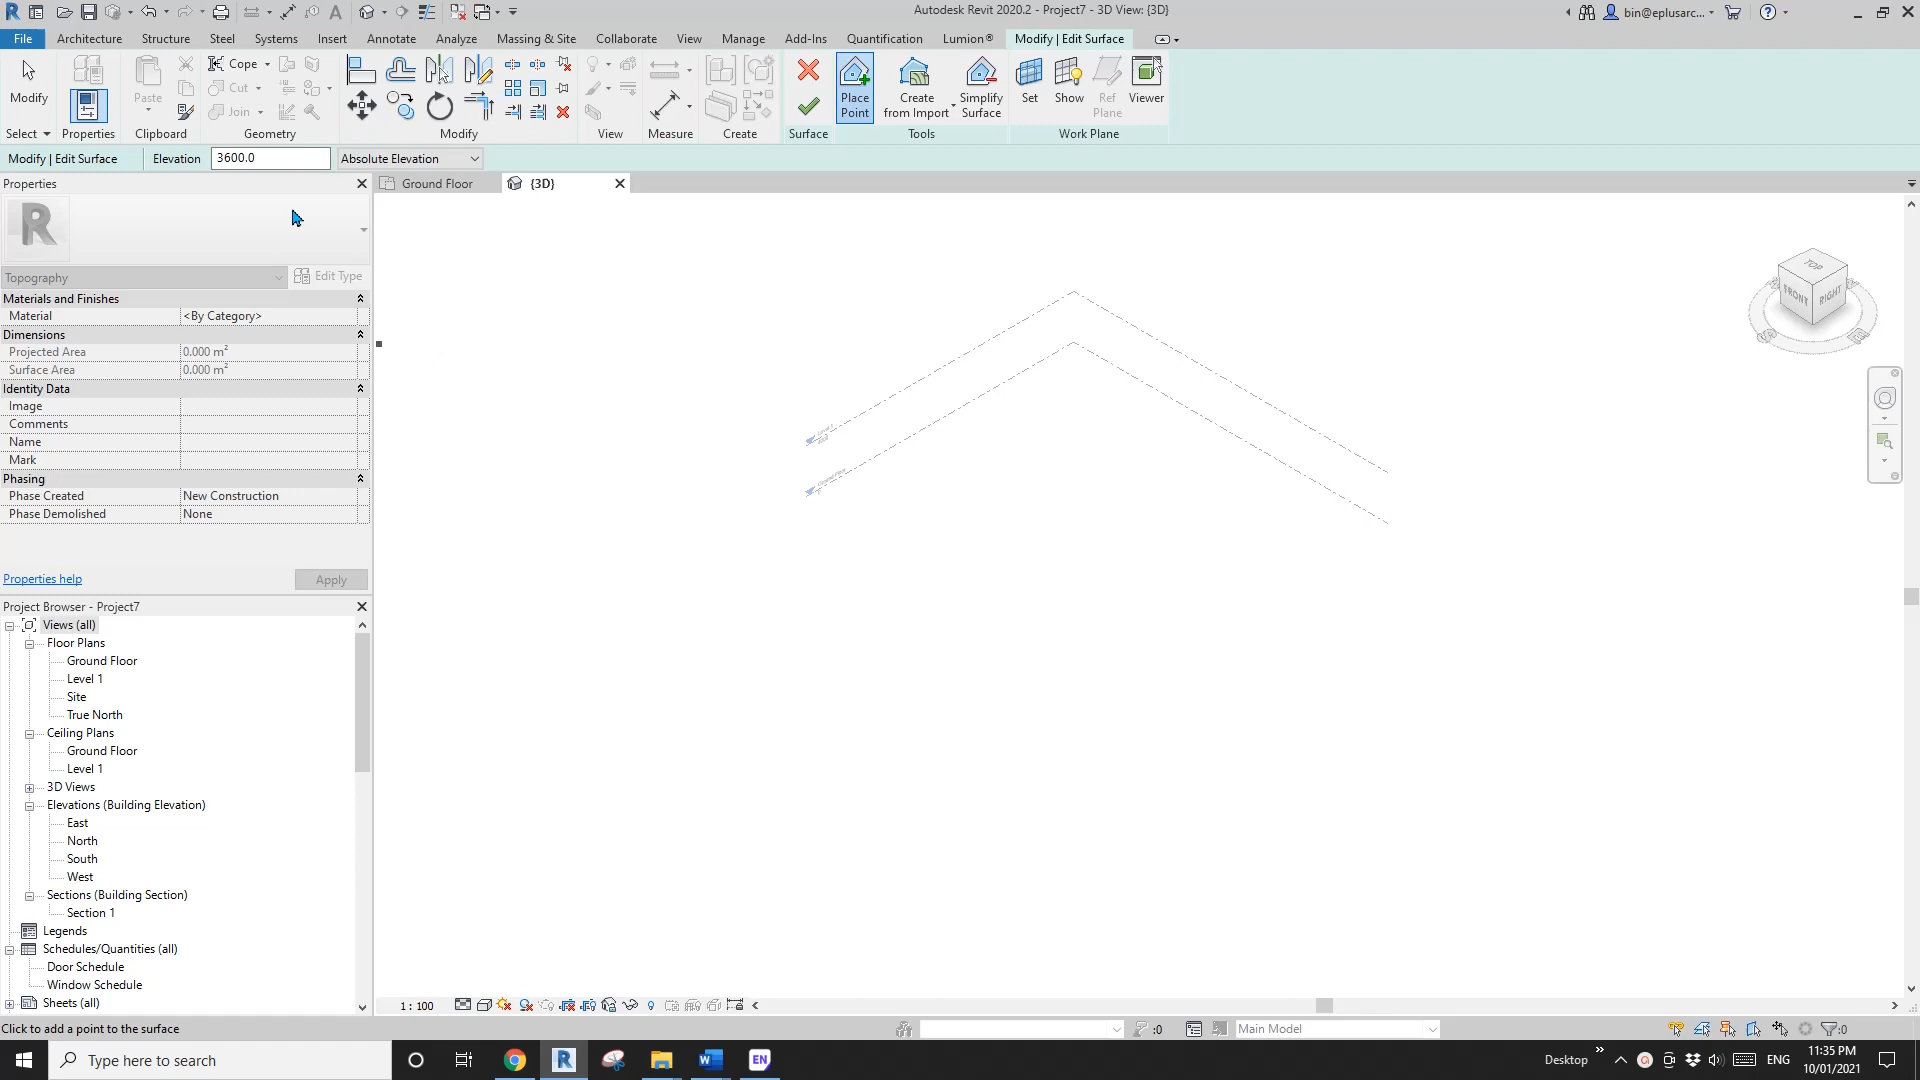 Autodesk Revit 2020.2 - Project7 - 3D View: {3D}
bin@eplusarc...
File Architecture Structure Steel Systems Insert Annotate Analyze Massing & Site Collaborate View Manage Add-Ins Quantification Lumion® Modify | Edit Surface
Modify
Select
Properties
Paste
Clipboard
Cope
Cut
Join
Geometry
Modify
View
Measure
Create
Surface
Place Point
Create from Import
Simplify Surface
Tools
Set
Show
Ref Plane
Viewer
Work Plane
Modify | Edit Surface Elevation 3600.0 Absolute Elevation
Properties
Ground Floor
{3D}
R
Topography
Edit Type
Materials and Finishes
Material <By Category>
Dimensions
Projected Area 0.000 m²
Surface Area 0.000 m²
Identity Data
Image
Comments
Name
Mark
Phasing
Phase Created New Construction
Phase Demolished None
Properties help
Apply
TOP
FRONT
RIGHT
Ground Floor
Project Browser - Project7
Views (all)
Floor Plans
Ground Floor
Level 1
Site
True North
Ceiling Plans
Ground Floor
Level 1
3D Views
Elevations (Building Elevation)
East
North
South
West
Sections (Building Section)
Section 1
Legends
Schedules/Quantities (all)
Door Schedule
Window Schedule
Sheets (all)
1 : 100
Click to add a point to the surface
:0
Main Model
:0
Type here to search
EN
Desktop
ENG
11:35 PM
10/01/2021